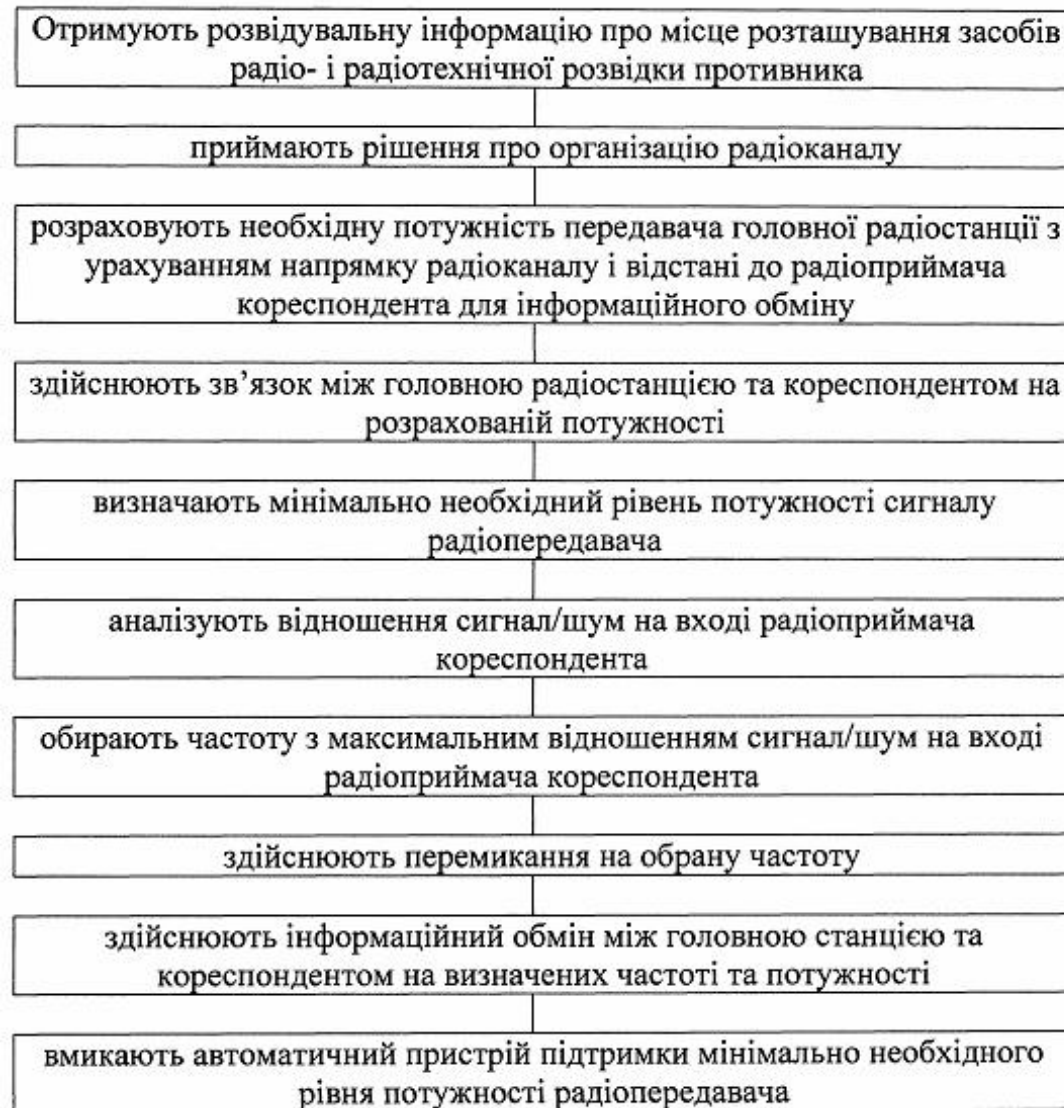 Отримують розвідувальну інформацію про місце розташування засобів
радіо- і радіотехнічної розвідки противника
приймають рішення про організацію радіоканалу
розраховують необхідну потужність передавача головної радіостанції з
урахуванням напрямку радіоканалу і відстані до радіоприймача
кореспондента для інформаційного обміну
здійснюють зв’язок між головною радіостанцією та кореспондентом на
розрахованій потужності
визначають мінімально необхідний рівень потужності сигналу
радіопередавача
аналізують відношення сигнал/шум на вході радіоприймача
кореспондента
обирають частоту з максимальним відношенням сигнал/шум на вході
радіоприймача кореспондента
здійснюють перемикання на обрану частоту
здійснюють інформаційний обмін між головною станцією та
кореспондентом на визначених частоті та потужності
вмикають автоматичний пристрій підтримки мінімально необхідного
рівня потужності радіопередавача